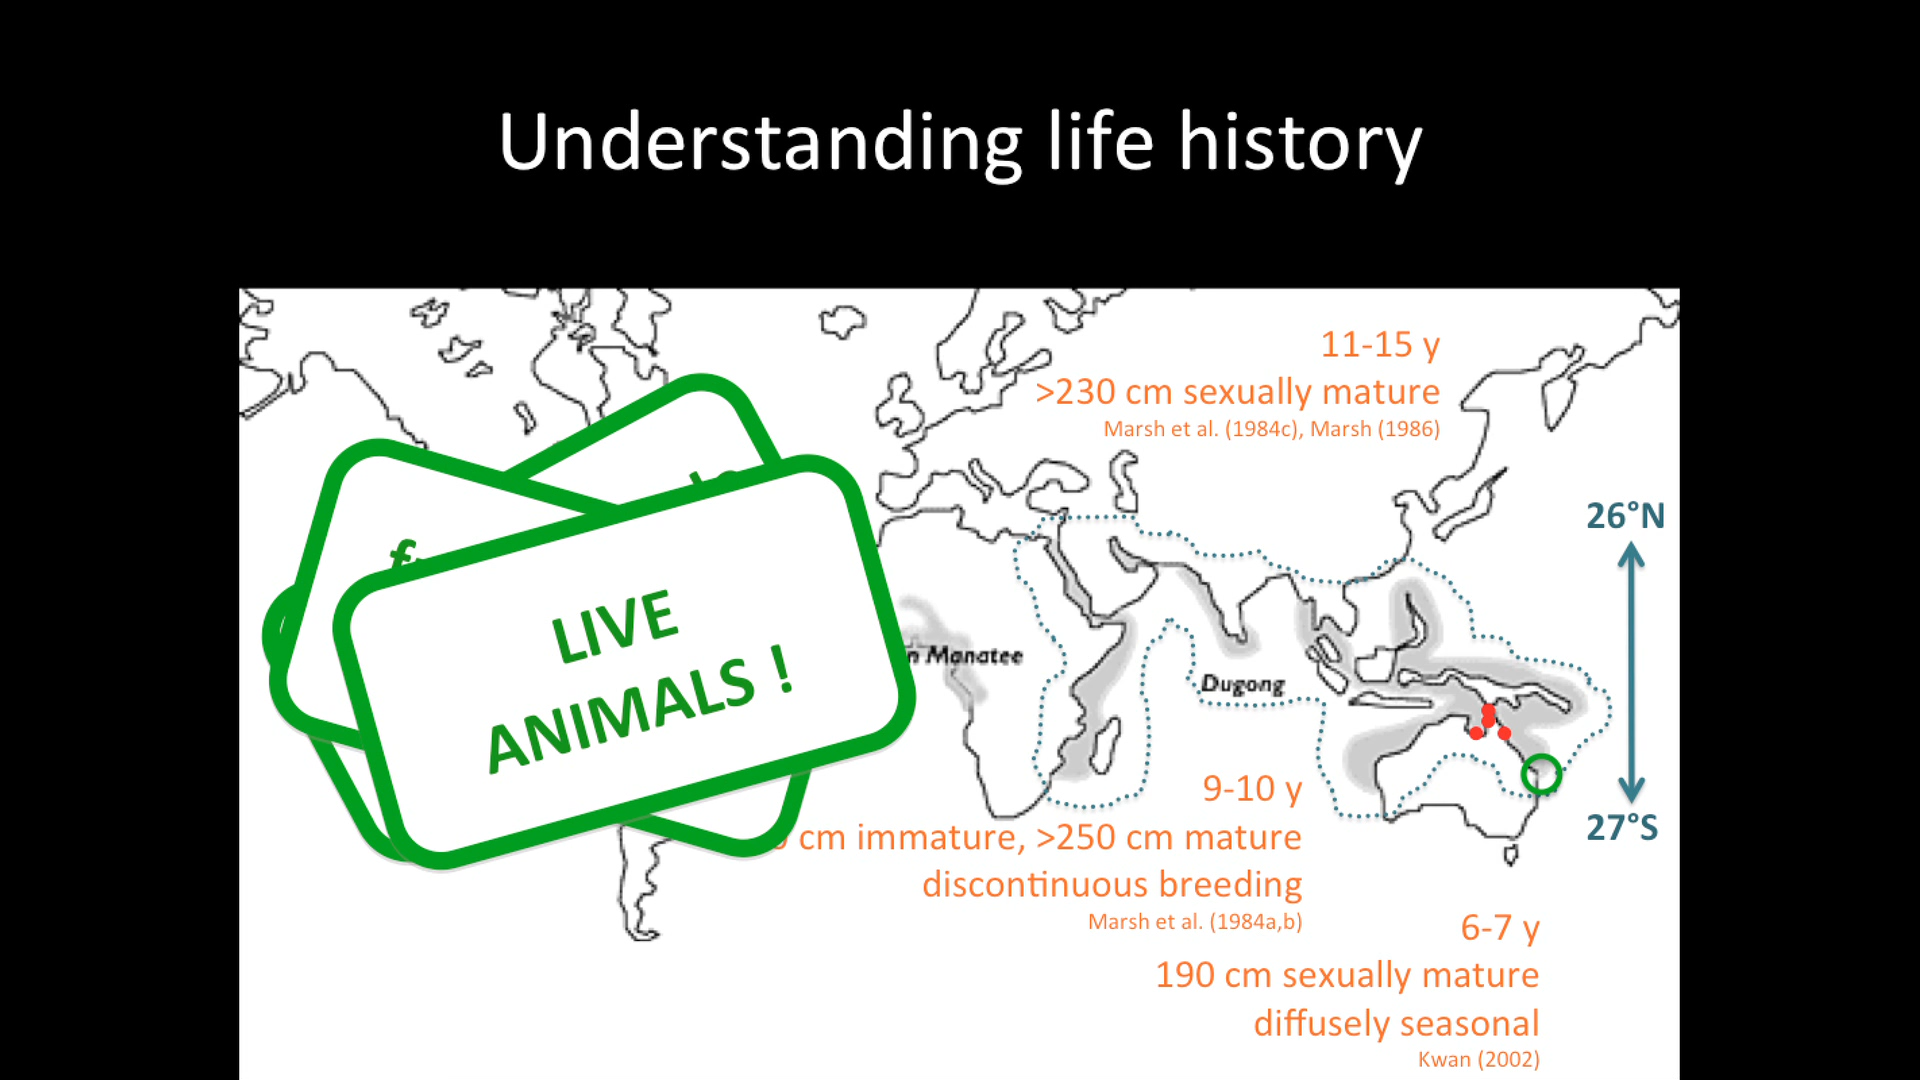 Understanding life history
11-15 y
>230 cm sexually mature
Marsh et al. (1984c), Marsh (1986)
26°N
LIVE
ANIMALS !
n Manatee
Dugong
9-10 y
cm immature, >250 cm mature
discontinuous breeding
Marsh et al. (1984a,b)
27°S
6-7 y
190 cm sexually mature
diffusely seasonal
Kwan (2002)